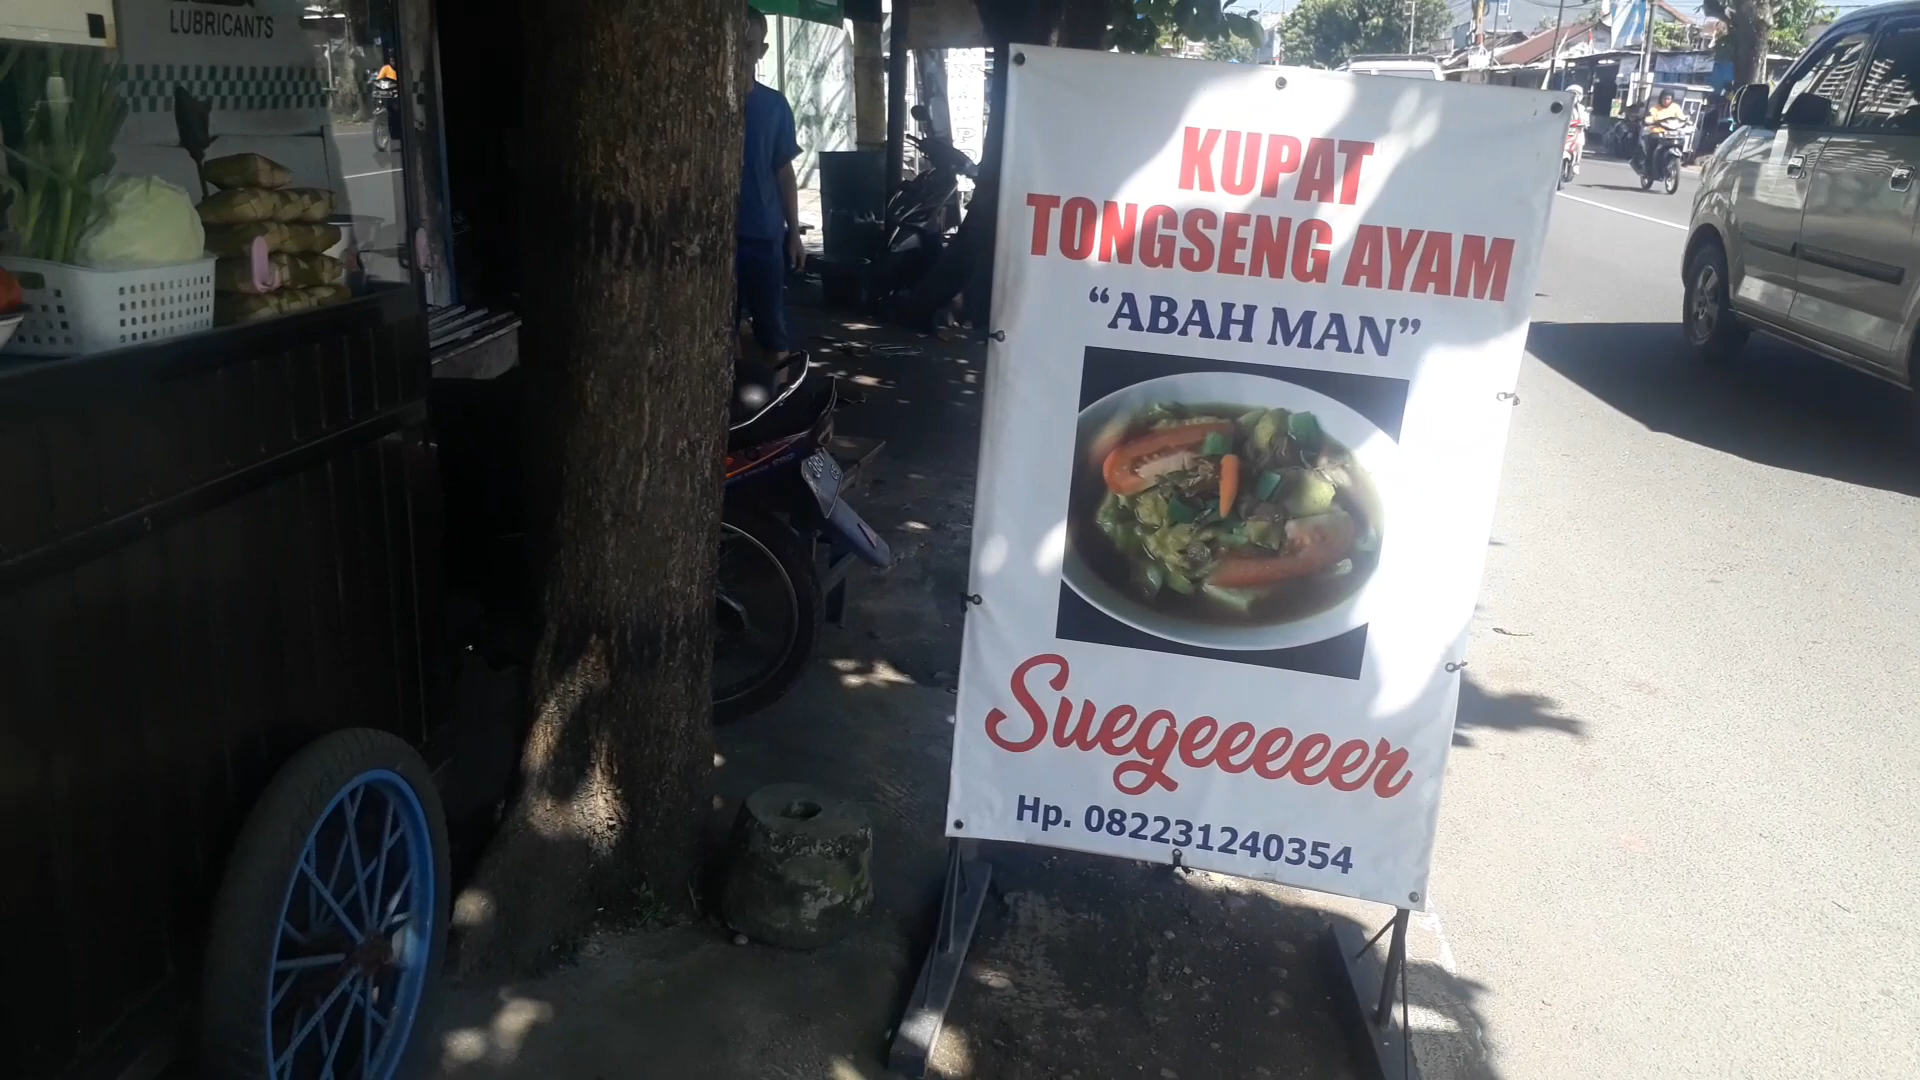 LUBRICANTS
KUPAT
TONGSENG AYAM
“ABAH MAN”
Suegeeeeer
Hp. 082231240354